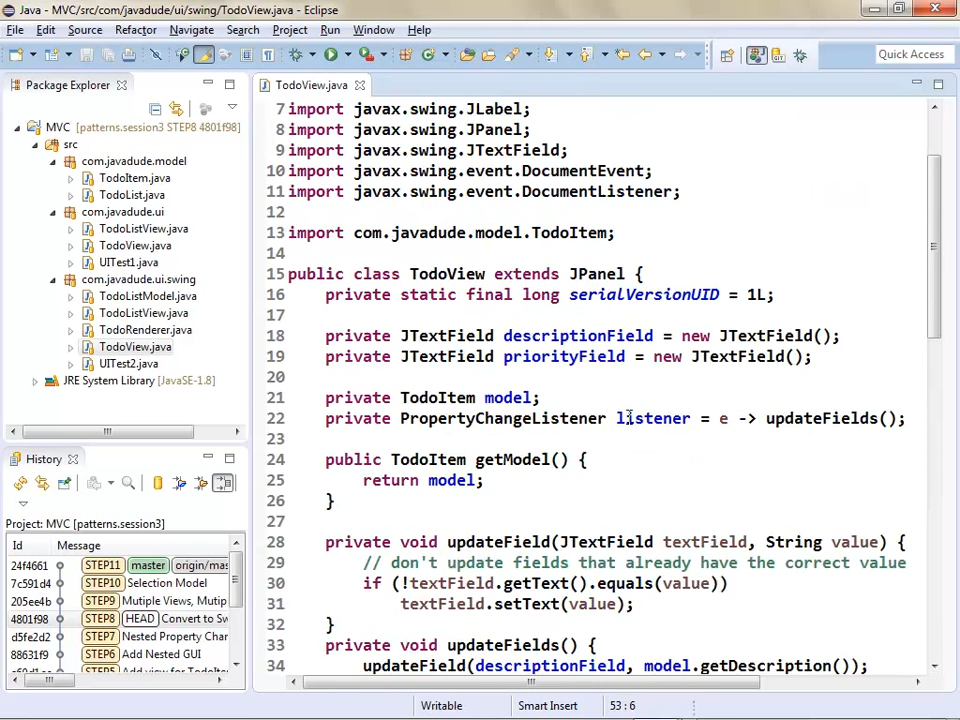 Java - MVC/src/com/javadude/ui/swing/TodoView.java - Eclipse
File Edit Source Refactor Navigate Search Project Run Window Help
Quick Access
Package Explorer
MVC [patterns.session3 STEP8 4801f98]
src
com.javadude.model
TodoItem.java
TodoList.java
com.javadude.ui
TodoListView.java
TodoView.java
UITest1.java
com.javadude.ui.swing
TodoListModel.java
TodoListView.java
TodoRenderer.java
TodoView.java
UITest2.java
JRE System Library [JavaSE-1.8]
History
Project: MVC [patterns.session3]
Id Message
24f4661 STEP11 master origin/mas
7c591d4 STEP10 Selection Model
205ee4b STEP9 Mutiple Views, Mutip
4801f98 STEP8 HEAD Convert to Sw
d5fe2d2 STEP7 Nested Property Chan
88631f9 STEP6 Add Nested GUI
TodoView.java
7 import javax.swing.JLabel;
8 import javax.swing.JPanel;
9 import javax.swing.JTextField;
10 import javax.swing.event.DocumentEvent;
11 import javax.swing.event.DocumentListener;
12
13 import com.javadude.model.TodoItem;
14
15 public class TodoView extends JPanel {
16 private static final long serialVersionUID = 1L;
17
18 private JTextField descriptionField = new JTextField();
19 private JTextField priorityField = new JTextField();
20
21 private TodoItem model;
22 private PropertyChangeListener listener = e -> updateFields();
23
24 public TodoItem getModel() {
25 return model;
26 }
27
28 private void updateField(JTextField textField, String value) {
29 // don't update fields that already have the correct value
30 if (!textField.getText().equals(value))
31 textField.setText(value);
32 }
33 private void updateFields() {
34 updateField(descriptionField, model.getDescription());
Writable Smart Insert 53 : 6